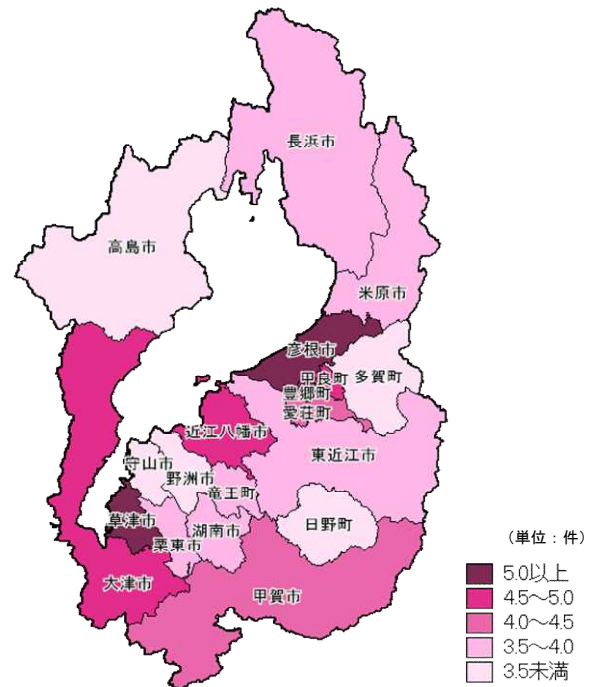 長浜市
高島市
米原市
彦根市
甲良町
多賀町
豊郷町
愛荘町
近江八幡市
東近江市
守山市
野洲市
竜王町
草津市
湖南市
日野町
栗東市
大津市
甲賀市
(単位：件)
5.0以上
4.5～5.0
4.0～4.5
3.5～4.0
3.5未満